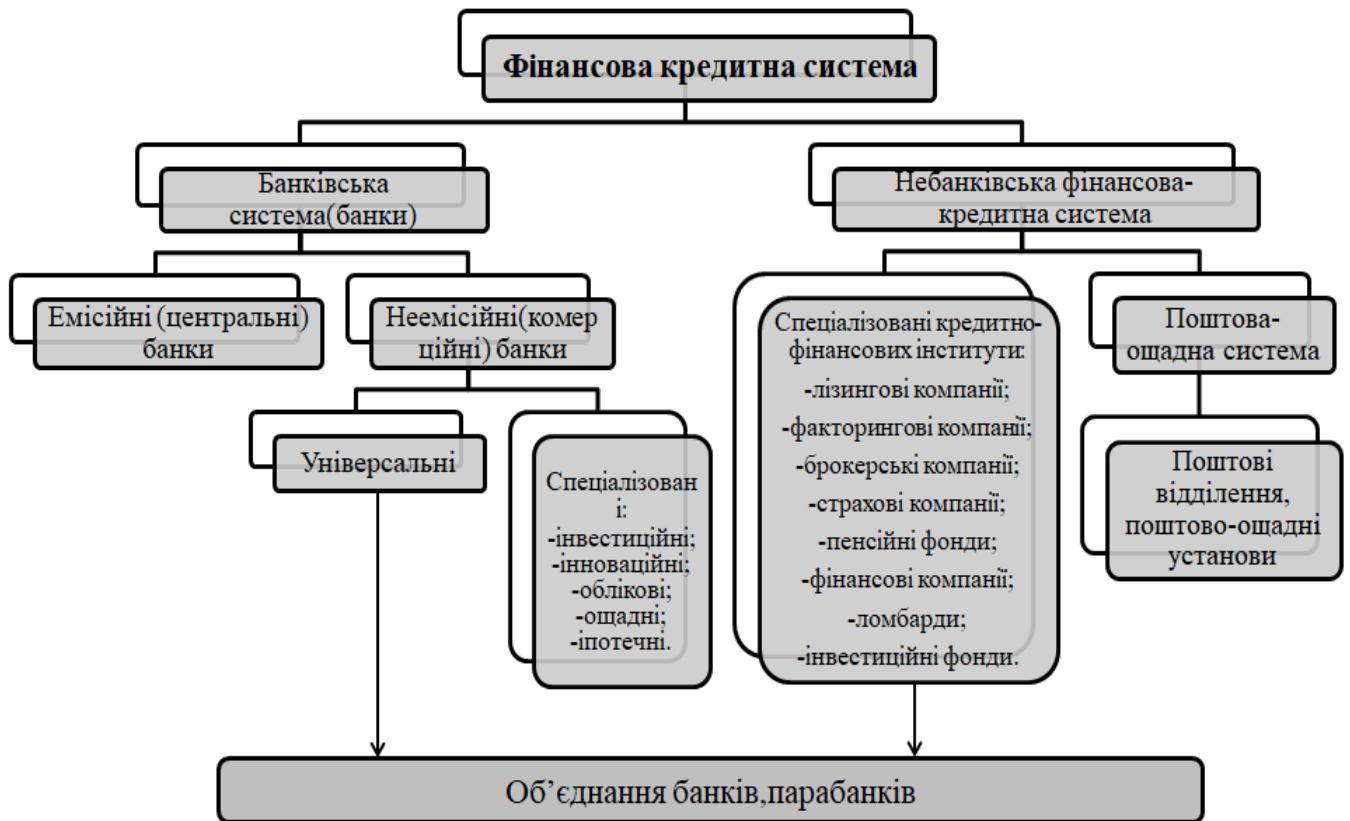 Фінансова кредитна система
Банківська
система(банки)
Небанківська фінансова-
кредитна система
Емісійні (центральні)
банки
Неемісійні(комер
ційні) банки
Універсальні
Спеціалізован
і:
-інвестиційні;
-інноваційні;
-облікові;
-ощадні;
-іпотечні.
Спеціалізовані кредитно-
фінансових інститути:
-лізингові компанії;
-факторингові компанії;
-брокерські компанії;
-страхові компанії;
-пенсійні фонди;
-фінансові компанії;
-ломбарди;
-інвестиційні фонди.
Поштова-
ощадна система
Поштові
відділення,
поштово-ощадні
установи
Об’єднання банків,парабанків